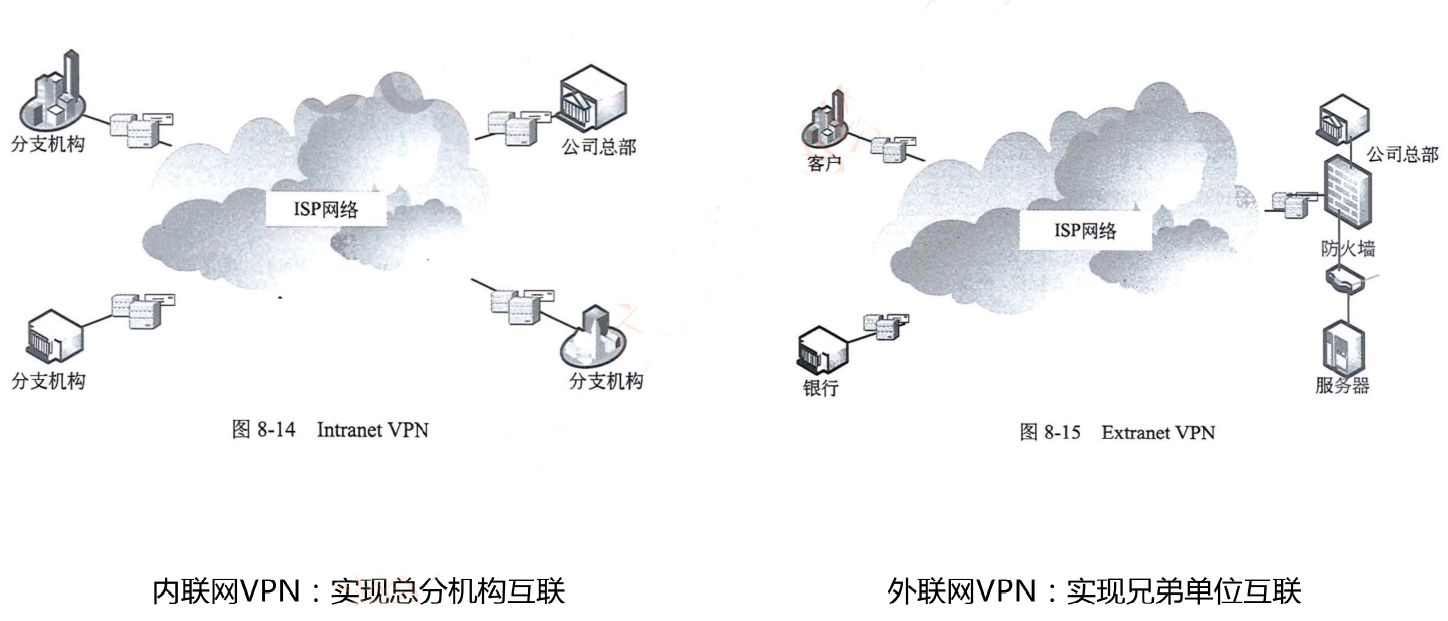 分支机构
公司总部
ISP网络
分支机构
分支机构
图 8-14 Intranet VPN
客户
公司总部
ISP网络
防火墙
银行
服务器
图 8-15 Extranet VPN
内联网VPN：实现总分机构互联
外联网VPN：实现兄弟单位互联